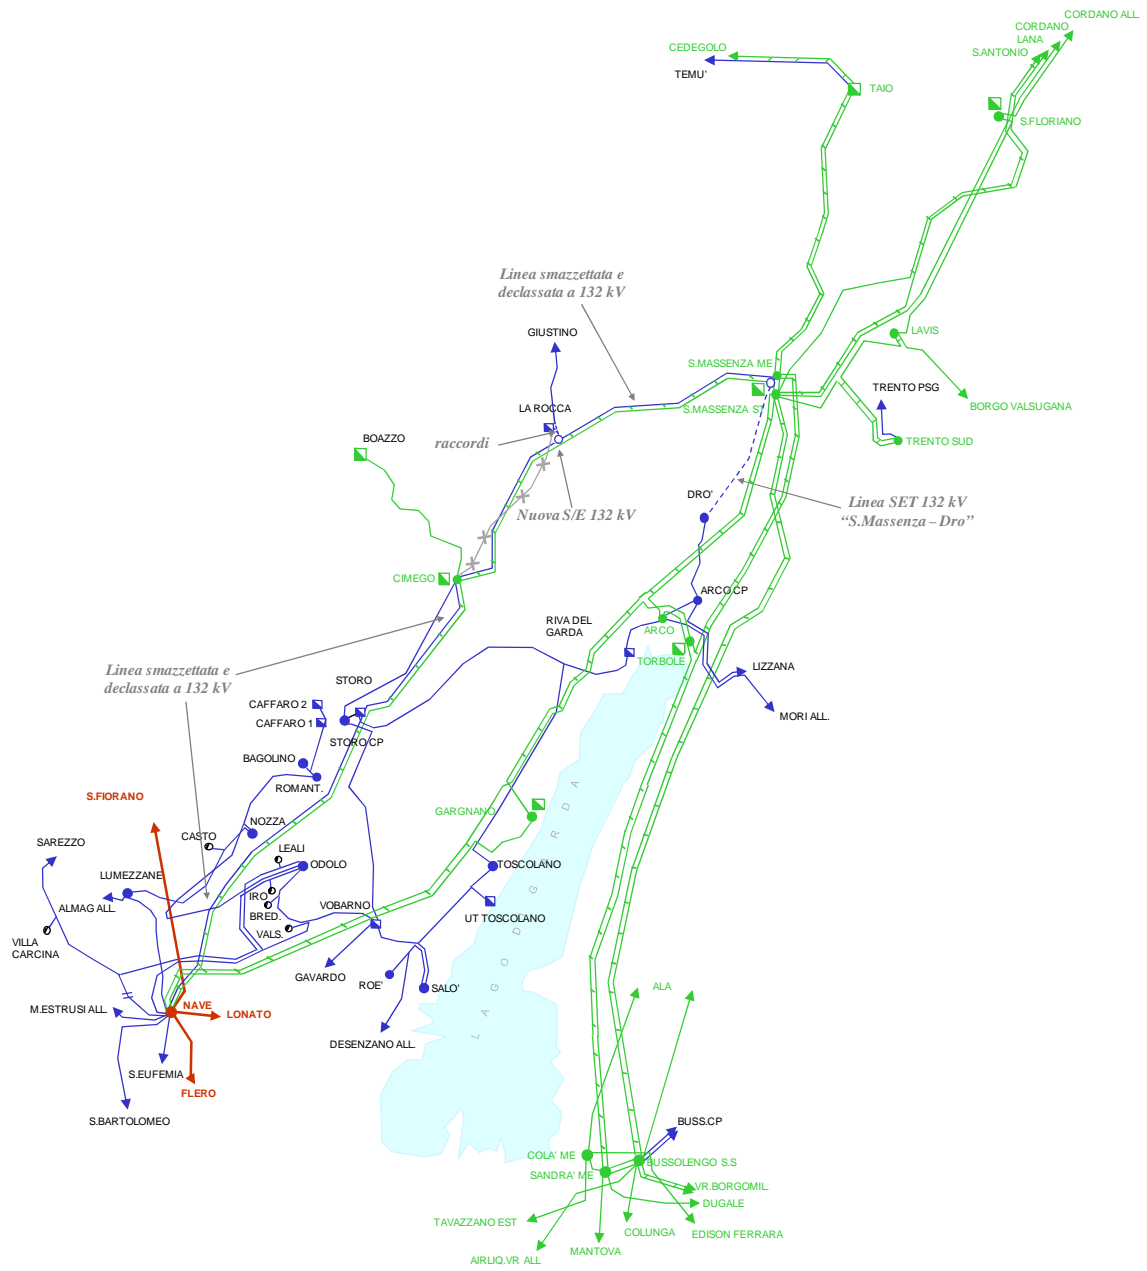 CORDANO ALL.
CORDANO
LANA
S.ANTONIO
CEDEGOLO
TEMU'
TAIO
S.FLORIANO
Linea smazzettata e
declassata a 132 kV
GIUSTINO
LAVIS
S.MASSENZA ME
TRENTO PSG
S.MASSENZA ST
BORGO VALSUGANA
LA ROCCA
BOAZZO
raccordi
TRENTO SUD
DRO'
Linea SET 132 kV
“S.Massenza – Dro”
Nuova S/E 132 kV
CIMEGO
ARCO CP
RIVA DEL
GARDA
ARCO
TORBOLE
LIZZANA
Linea smazzettata e
declassata a 132 kV
STORO
CAFFARO 2
CAFFARO 1
MORI ALL.
STORO CP
BAGOLINO
ROMANT.
S.FIORANO
GARGNANO
LAGO DI GARDA
NOZZA
CASTO
SAREZZO
LEALI
ODOLO
TOSCOLANO
LUMEZZANE
IRO
ALMAG ALL.
BRED.
VOBARNO
UT TOSCOLANO
VALS.
VILLA
CARCINA
GAVARDO
ROE'
SALO'
ALA
NAVE
M.ESTRUSI ALL.
LONATO
DESENZANO ALL.
S.EUFEMIA
FLERO
S.BARTOLOMEO
BUSS.CP
COLA' ME
BUSSOLENGO S.S
SANDRA' ME
VR.BORGOMIL.
DUGALE
TAVAZZANO EST
COLUNGA
EDISON FERRARA
MANTOVA
AIRLIQ.VR ALL